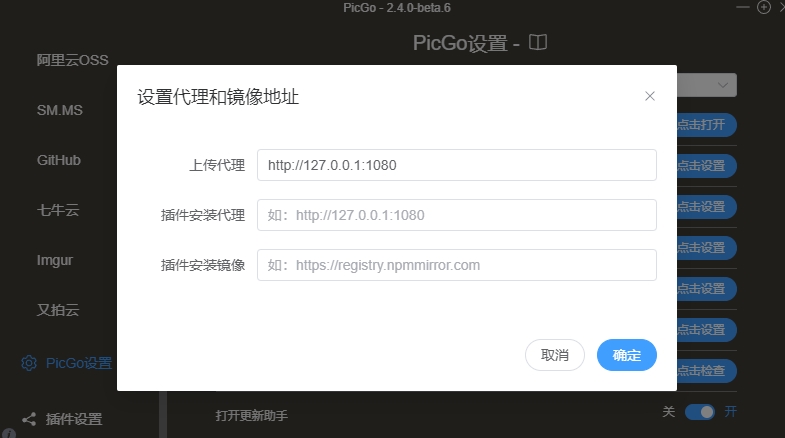 PicGo - 2.4.0-beta.6
PicGo设置 -
阿里云OSS
SM.MS
GitHub
七牛云
Imgur
又拍云
PicGo设置
插件设置
设置代理和镜像地址
上传代理 http://127.0.0.1:1080
插件安装代理 如：http://127.0.0.1:1080
插件安装镜像 如：https://registry.npmmirror.com
取消 确定
点击打开
点击设置
点击设置
点击设置
点击设置
点击设置
点击检查
打开更新助手 关 开